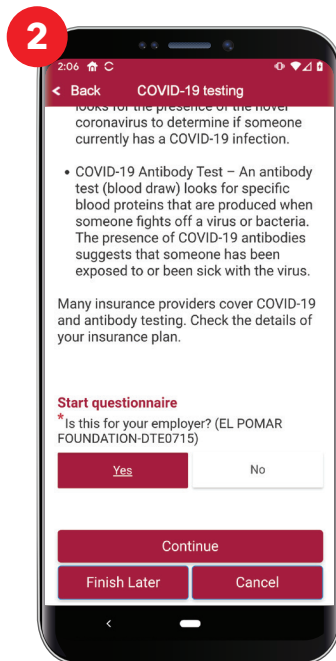 2
2:06
< Back COVID-19 testing
looks for the presence of the novel
coronavirus to determine if someone
currently has a COVID-19 infection.
• COVID-19 Antibody Test – An antibody
test (blood draw) looks for specific
blood proteins that are produced when
someone fights off a virus or bacteria.
The presence of COVID-19 antibodies
suggests that someone has been
exposed to or been sick with the virus.
Many insurance providers cover COVID-19
and antibody testing. Check the details of
your insurance plan.
Start questionnaire
*Is this for your employer? (EL POMAR
FOUNDATION-DTE0715)
Yes No
Continue
Finish Later Cancel